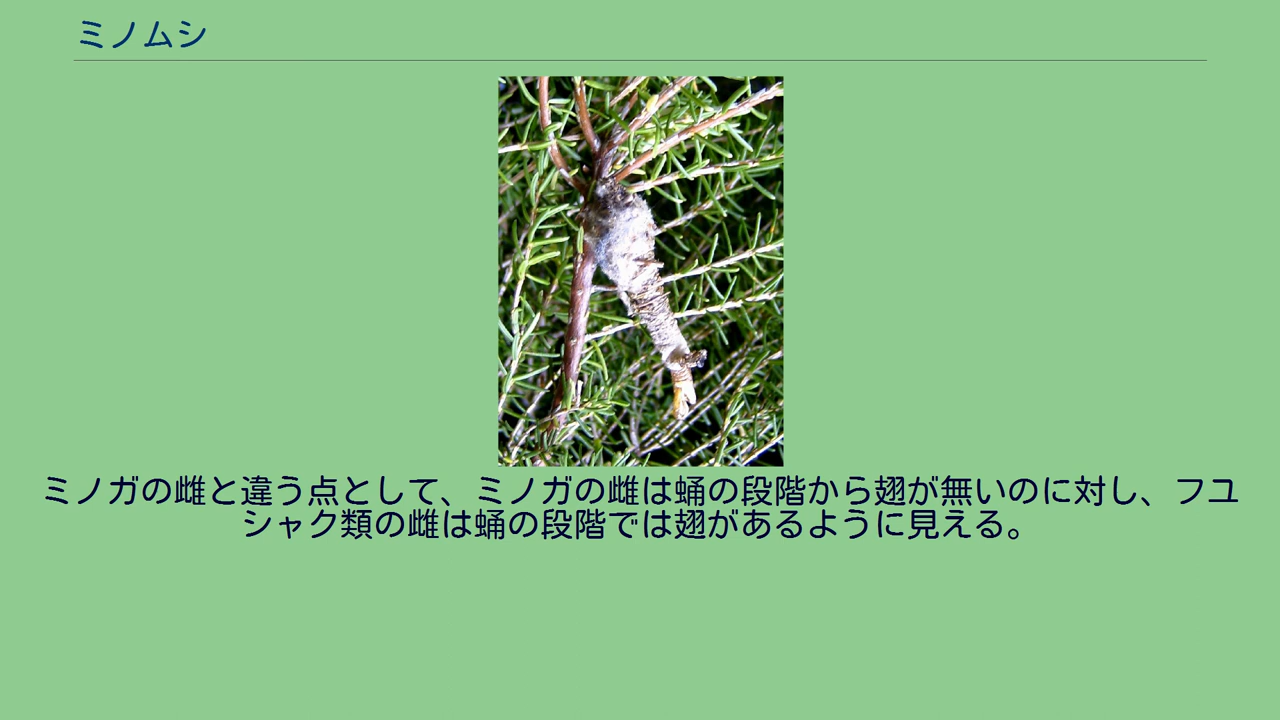 ミノムシ
ミノガの雌と違う点として、ミノガの雌は蛹の段階から翅が無いのに対し、フユ
シャク類の雌は蛹の段階では翅があるように見える。